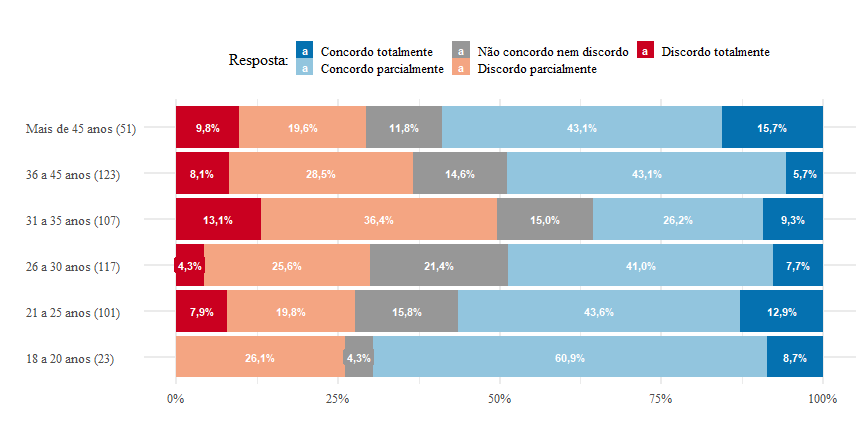 Resposta:
a Concordo totalmente a Não concordo nem discordo a Discordo totalmente
a Concordo parcialmente a Discordo parcialmente
Mais de 45 anos (51) 9,8% 19,6% 11,8% 43,1% 15,7%
36 a 45 anos (123) 8,1% 28,5% 14,6% 43,1% 5,7%
31 a 35 anos (107) 13,1% 36,4% 15,0% 26,2% 9,3%
26 a 30 anos (117) 4,3% 25,6% 21,4% 41,0% 7,7%
21 a 25 anos (101) 7,9% 19,8% 15,8% 43,6% 12,9%
18 a 20 anos (23) 26,1% 4,3% 60,9% 8,7%
0% 25% 50% 75% 100%